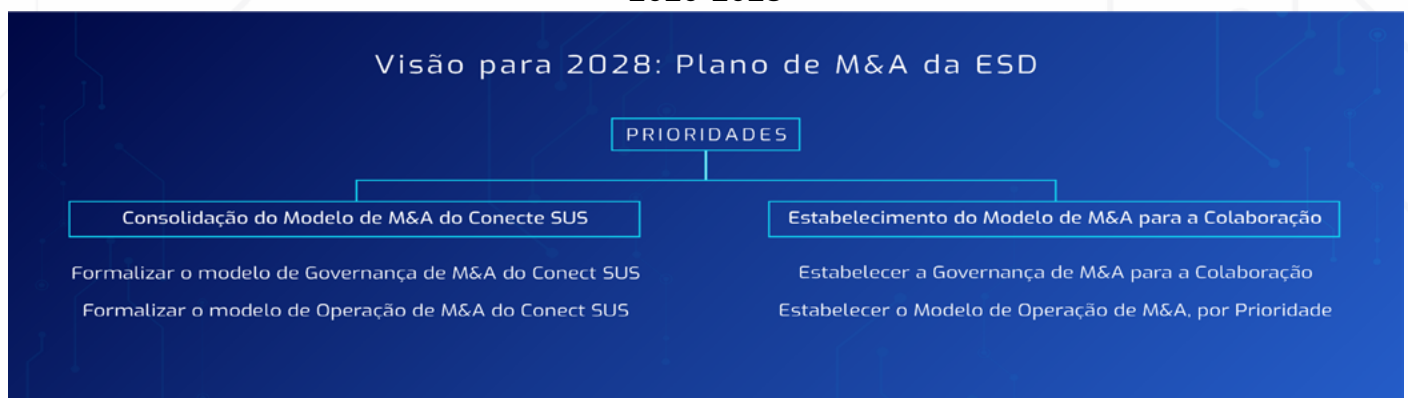 Visão para 2028: Plano de M&A da ESD
PRIORIDADES
Consolidação do Modelo de M&A do Conecte SUS
Estabelecimento do Modelo de M&A para a Colaboração
Formalizar o modelo de Governança de M&A do Conect SUS
Estabelecer a Governança de M&A para a Colaboração
Formalizar o modelo de Operação de M&A do Conect SUS
Estabelecer o Modelo de Operação de M&A, por Prioridade